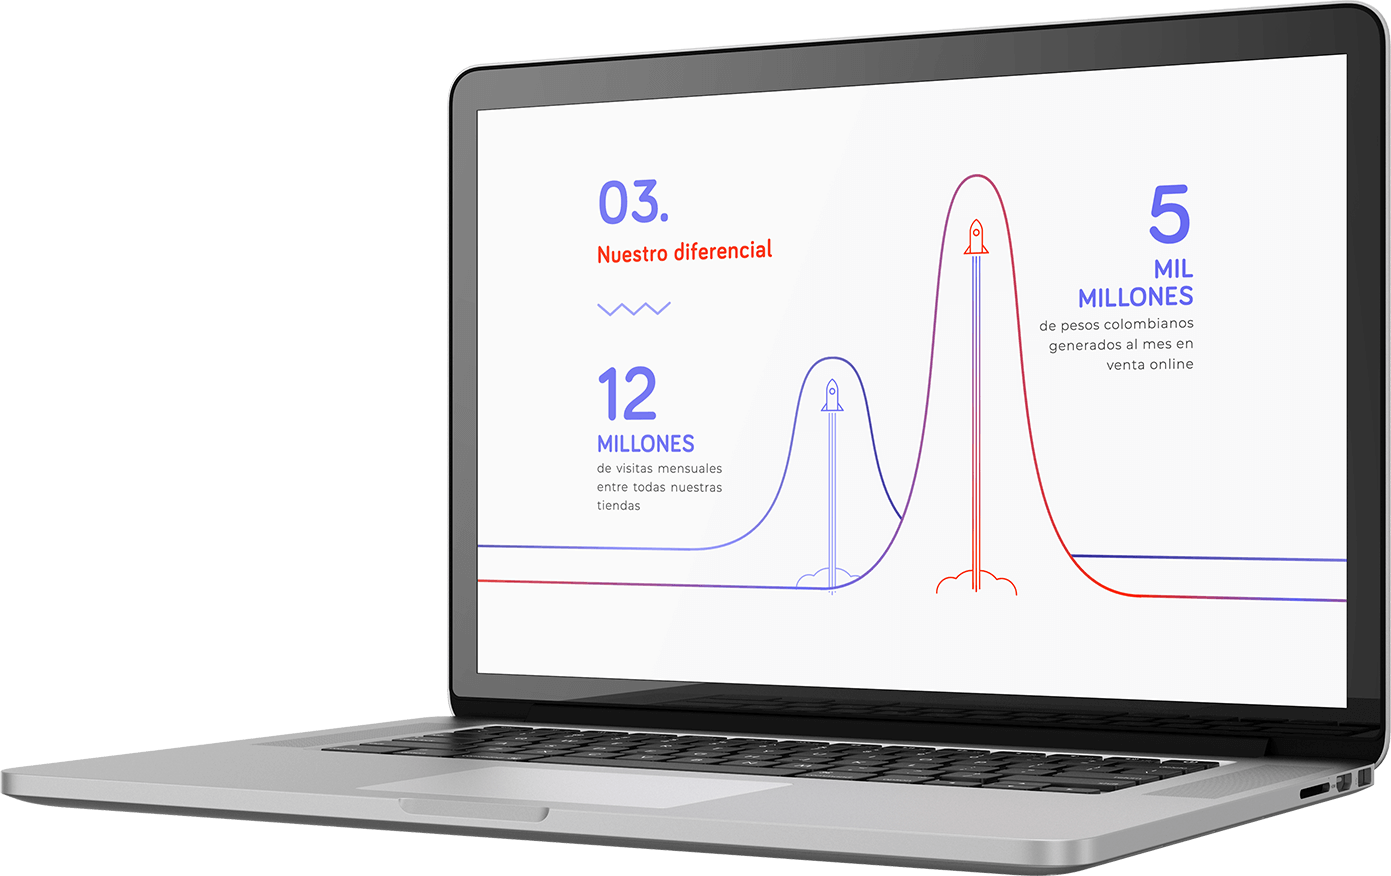 03.
Nuestro diferencial
12
MILLONES
de visitas mensuales
entre todas nuestras
tiendas
5
MIL
MILLONES
de pesos colombianos
generados al mes en
venta online